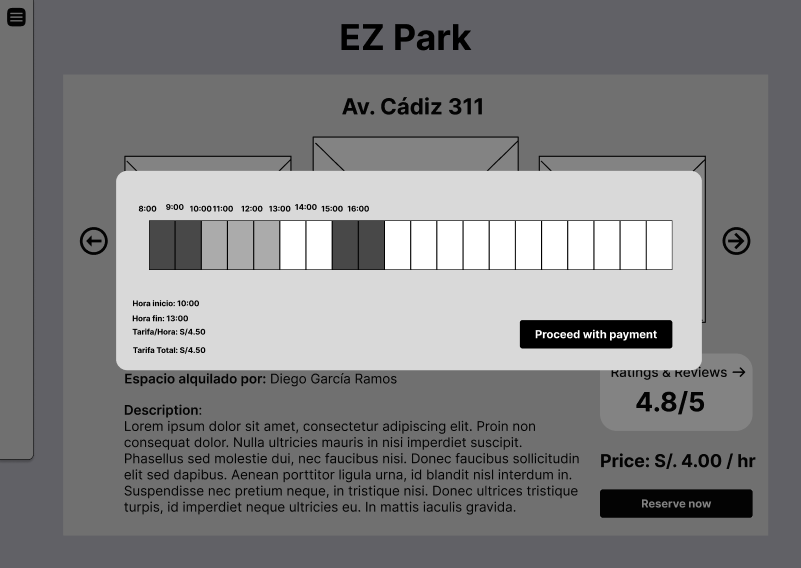 EZ Park
Av. Cádiz 311
8:00 9:00 10:00 11:00 12:00 13:00 14:00 15:00 16:00
Hora inicio: 10:00
Hora fin: 13:00
Tarifa/Hora: S/4.50
Tarifa Total: S/4.50
Proceed with payment
Espacio alquilado por: Diego García Ramos
Ratings & Reviews →
4.8/5
Description:
Lorem ipsum dolor sit amet, consectetur adipiscing elit. Proin non
consequat dolor. Nulla ultricies mauris in nisi imperdiet suscipit.
Phasellus sed molestie dui, nec faucibus nisi. Donec faucibus sollicitudin
elit sed dapibus. Aenean porttitor ligula urna, id blandit nisl interdum in.
Suspendisse nec pretium neque, in tristique nisi. Donec ultrices tristique
turpis, id imperdiet neque ultricies eu. In mattis iaculis gravida.
Price: S/. 4.00 / hr
Reserve now